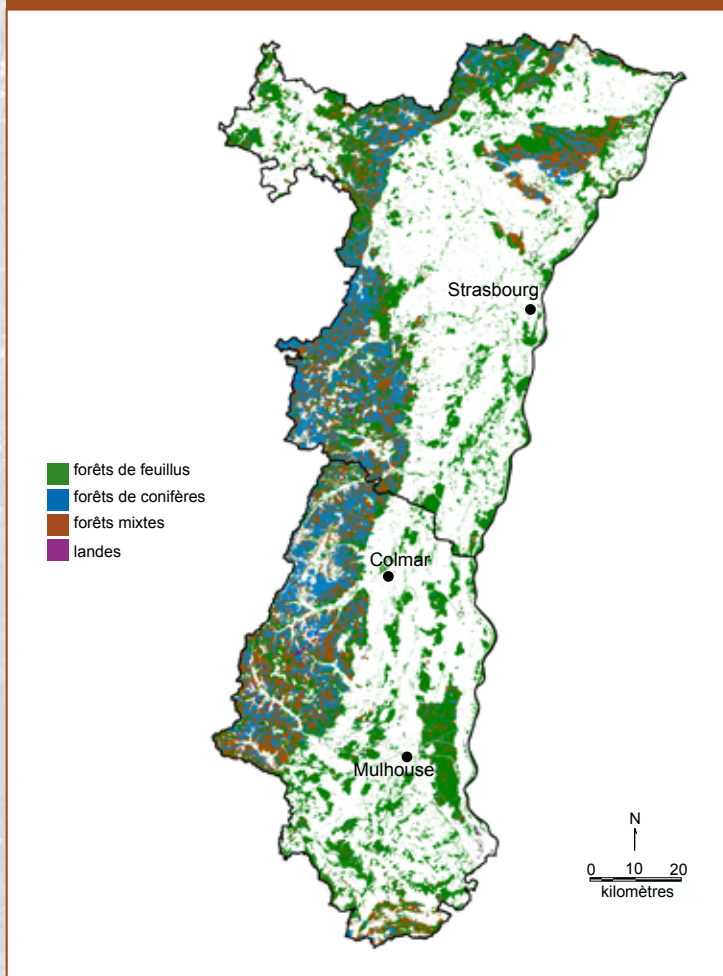 Strasbourg
forêts de feuillus
forêts de conifères
forêts mixtes
landes
Colmar
Mulhouse
N
0 10 20
kilomètres